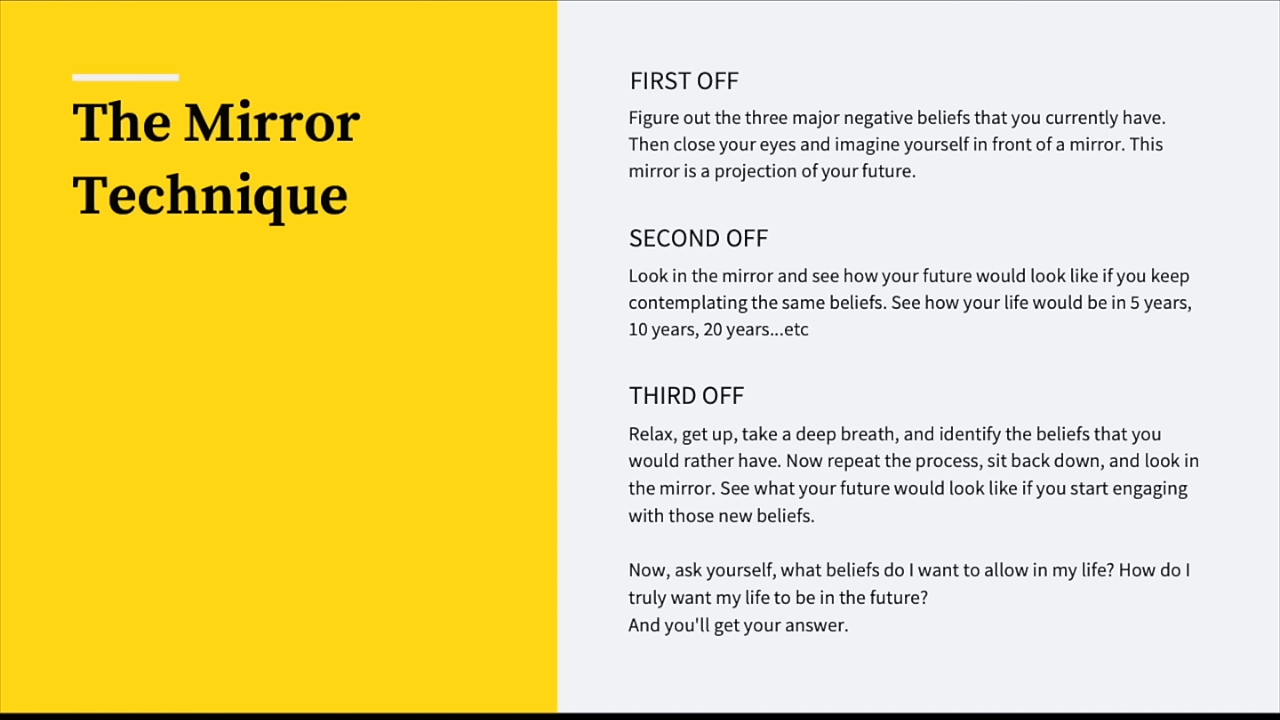 The Mirror
Technique
FIRST OFF
Figure out the three major negative beliefs that you currently have.
Then close your eyes and imagine yourself in front of a mirror. This
mirror is a projection of your future.
SECOND OFF
Look in the mirror and see how your future would look like if you keep
contemplating the same beliefs. See how your life would be in 5 years,
10 years, 20 years...etc
THIRD OFF
Relax, get up, take a deep breath, and identify the beliefs that you
would rather have. Now repeat the process, sit back down, and look in
the mirror. See what your future would look like if you start engaging
with those new beliefs.
Now, ask yourself, what beliefs do I want to allow in my life? How do I
truly want my life to be in the future?
And you'll get your answer.